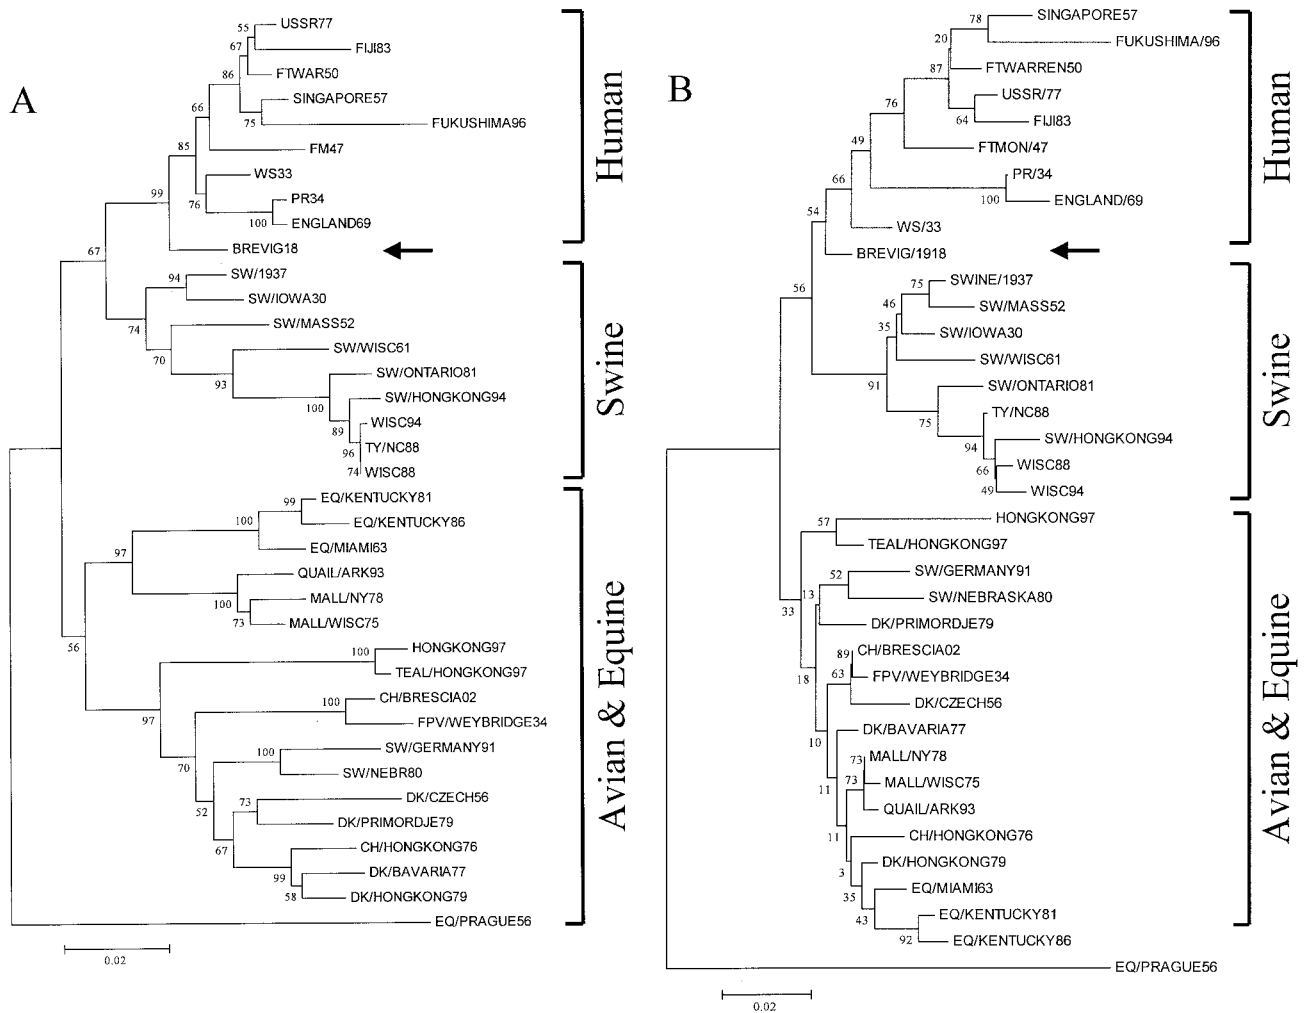 A
55
USSR77
67
FIJI83
86
FTWAR50
66
SINGAPORE57
75
FUKUSHIMA96
85
FM47
99
WS33
76
PR34
100
ENGLAND69
67
BREVIG18
94
SW/1937
SW/IOWA30
74
SW/MASS52
70
SW/WISC61
93
SW/ONTARIO81
100
SW/HONGKONG94
89
WISC94
96
TY/NC88
74
WISC88
99
EQ/KENTUCKY81
100
EQ/KENTUCKY86
97
EQ/MIAMI63
QUAIL/ARK93
100
MALL/NY78
73
MALL/WISC75
56
100
HONGKONG97
TEAL/HONGKONG97
97
100
CH/BRESCIA02
FPV/WEYBRIDGE34
70
100
SW/GERMANY91
SW/NEBR80
52
73
DK/CZECH56
DK/PRIMORDJE79
67
CH/HONGKONG76
99
DK/BAVARIA77
58
DK/HONGKONG79
EQ/PRAGUE56
0.02
Human
Swine
Avian & Equine
B
78
SINGAPORE57
20
FUKUSHIMA/96
87
FTWARREN50
76
USSR/77
64
FIJI83
49
FTMON/47
66
PR/34
100
ENGLAND/69
54
WS/33
BREVIG/1918
56
75
SWINE/1937
46
SW/MASS52
35
SW/IOWA30
SW/WISC61
91
SW/ONTARIO81
75
TY/NC88
94
SW/HONGKONG94
66
WISC88
49
WISC94
57
HONGKONG97
TEAL/HONGKONG97
33
52
SW/GERMANY91
13
SW/NEBRASKA80
DK/PRIMORDJE79
18
89
CH/BRESCIA02
63
FPV/WEYBRIDGE34
DK/CZECH56
10
DK/BAVARIA77
11
73
MALL/NY78
73
MALL/WISC75
QUAIL/ARK93
11
CH/HONGKONG76
3
DK/HONGKONG79
35
EQ/MIAMI63
43
EQ/KENTUCKY81
92
EQ/KENTUCKY86
EQ/PRAGUE56
0.02
Human
Swine
Avian & Equine